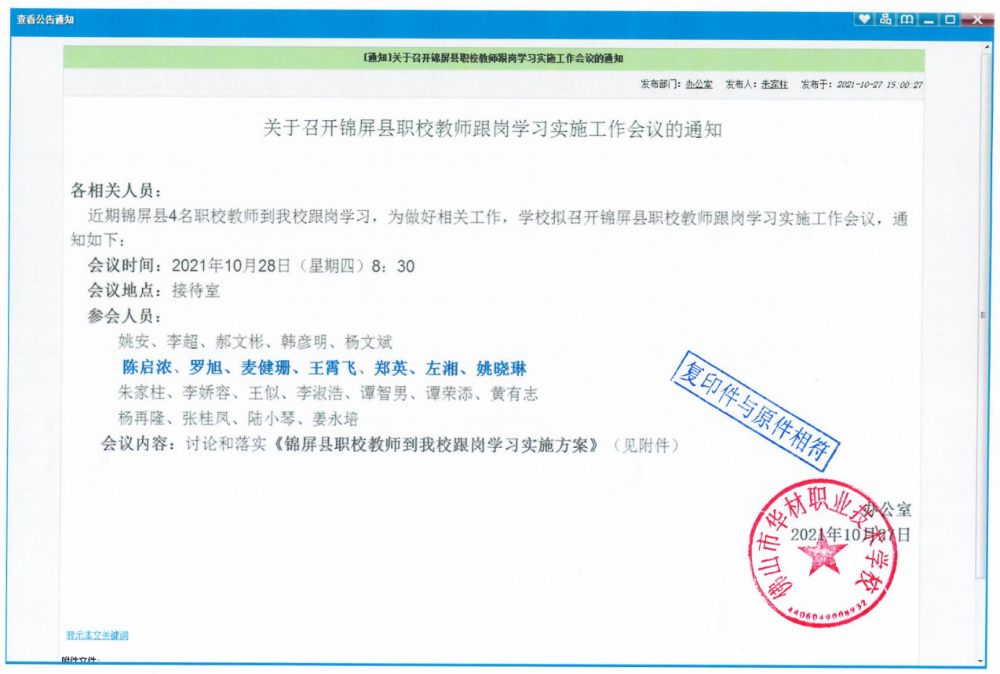 查看公告通知
[通知]关于召开锦屏县职校教师跟岗学习实施工作会议的通知
发布部门：办公室 发布人：朱家柱 发布于：2021-10-27 15:00:27
关于召开锦屏县职校教师跟岗学习实施工作会议的通知
各相关人员：
近期锦屏县4名职校教师到我校跟岗学习，为做好相关工作，学校拟召开锦屏县职校教师跟岗学习实施工作会议，通
知如下：
会议时间：2021年10月28日（星期四）8：30
会议地点：接待室
参会人员：
姚安、李超、郝文彬、韩彦明、杨文斌
陈启浓、罗旭、麦健珊、王霄飞、郑英、左湘、姚晓琳
朱家柱、李娇容、王似、李淑浩、谭智男、谭荣添、黄有志
杨再隆、张桂凤、陆小琴、姜永培
会议内容：讨论和落实《锦屏县职校教师到我校跟岗学习实施方案》（见附件）
复印件与原件相符
办公室
2021年10月27日
佛山市华材职业技术学校
4406049008932
显示本文关键词
附件文件：